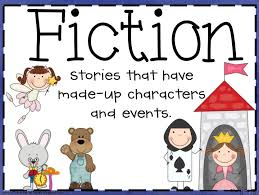 Fiction
Stories that have
made-up characters
and events.